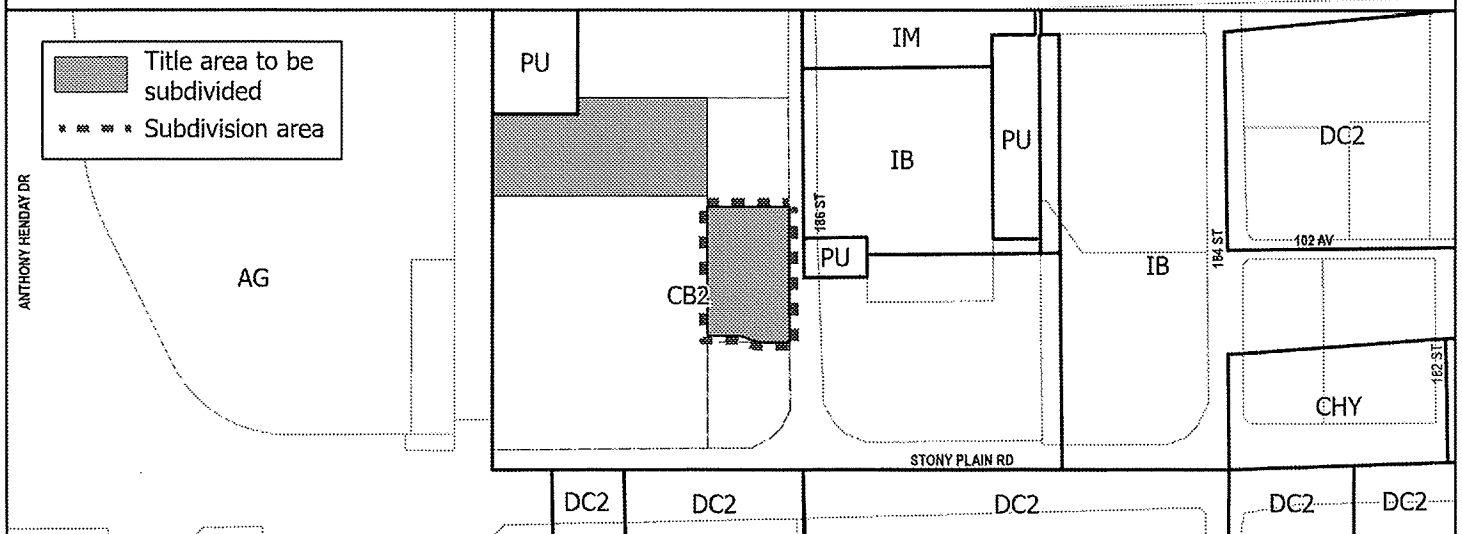 Title area to be
subdivided
Subdivision area
PU
IM
PU
IB
DC2
ANTHONY HENDAY DR
186 ST
AG
PU
184 ST
102 AV
IB
CB2
182 ST
CHY
STONY PLAIN RD
DC2
DC2
DC2
DC2
DC2